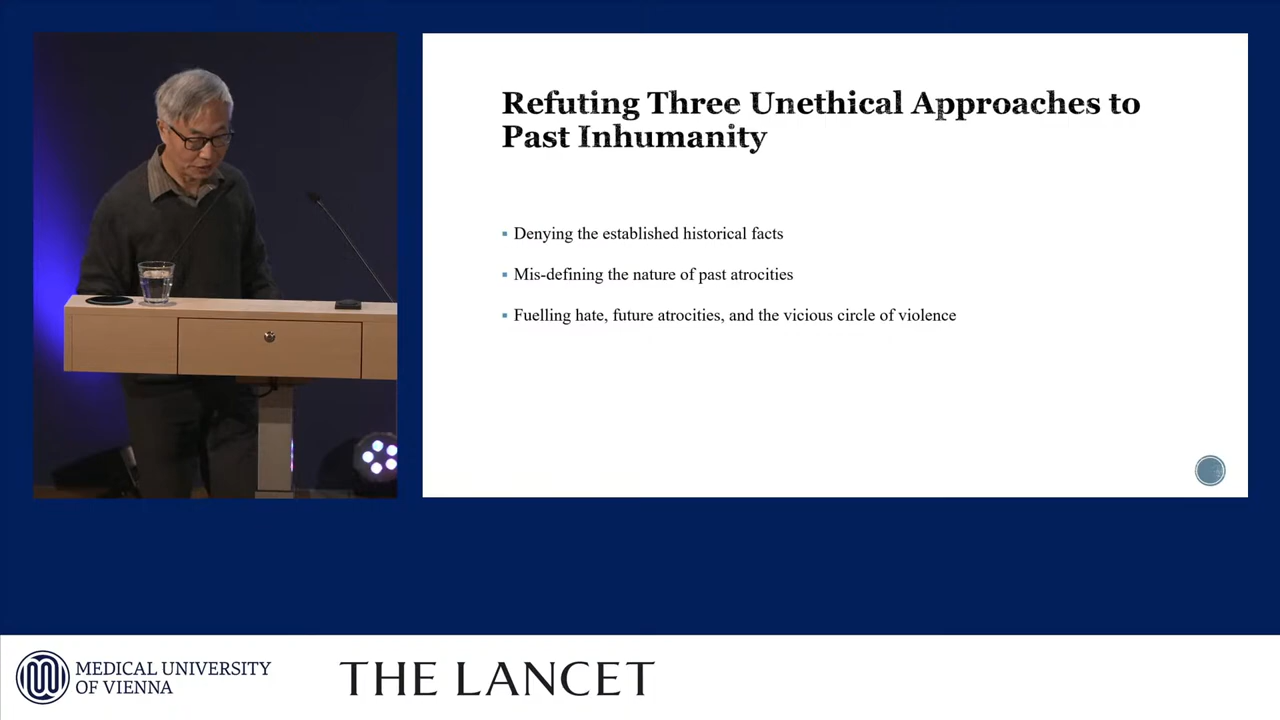 Refuting Three Unethical Approaches to
Past Inhumanity
Denying the established historical facts
Mis-defining the nature of past atrocities
Fuelling hate, future atrocities, and the vicious circle of violence
MEDICAL UNIVERSITY
OF VIENNA
THE LANCET